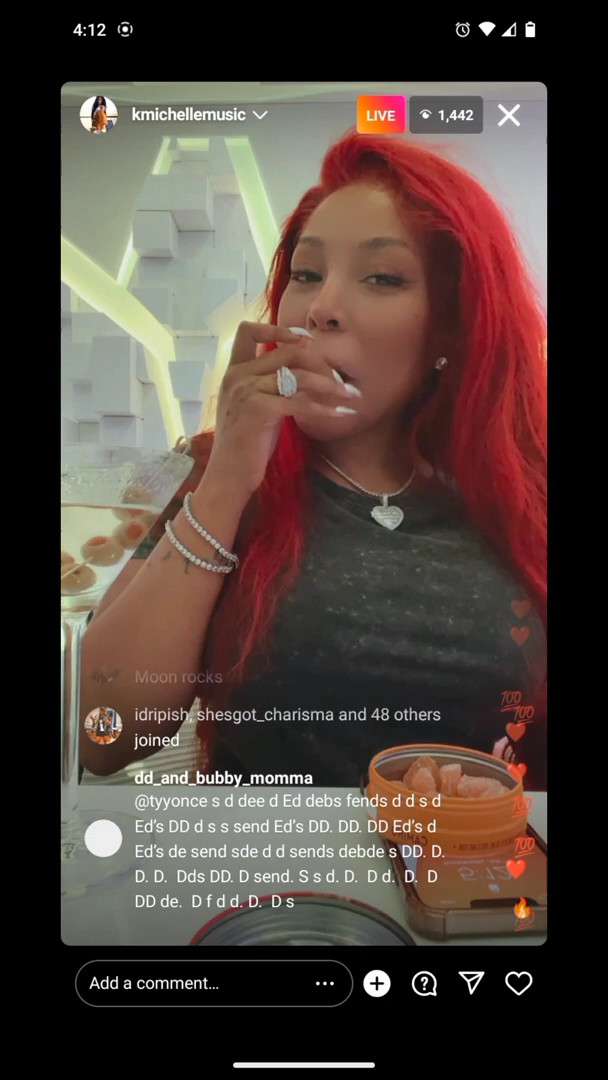 4:12
kmichellemusic
LIVE
1,442
Moon rocks
idripish, shesgot_charisma and 48 others
joined
dd_and_bubby_momma
@tyyonce s d dee d Ed debs fends d d s d
Ed’s DD d s s send Ed’s DD. DD. DD Ed’s d
Ed’s de send sde d d sends debde s DD. D.
D. D. Dds DD. D send. S s d. D. D d. D. D
DD de. D f d d. D. D s
Add a comment…